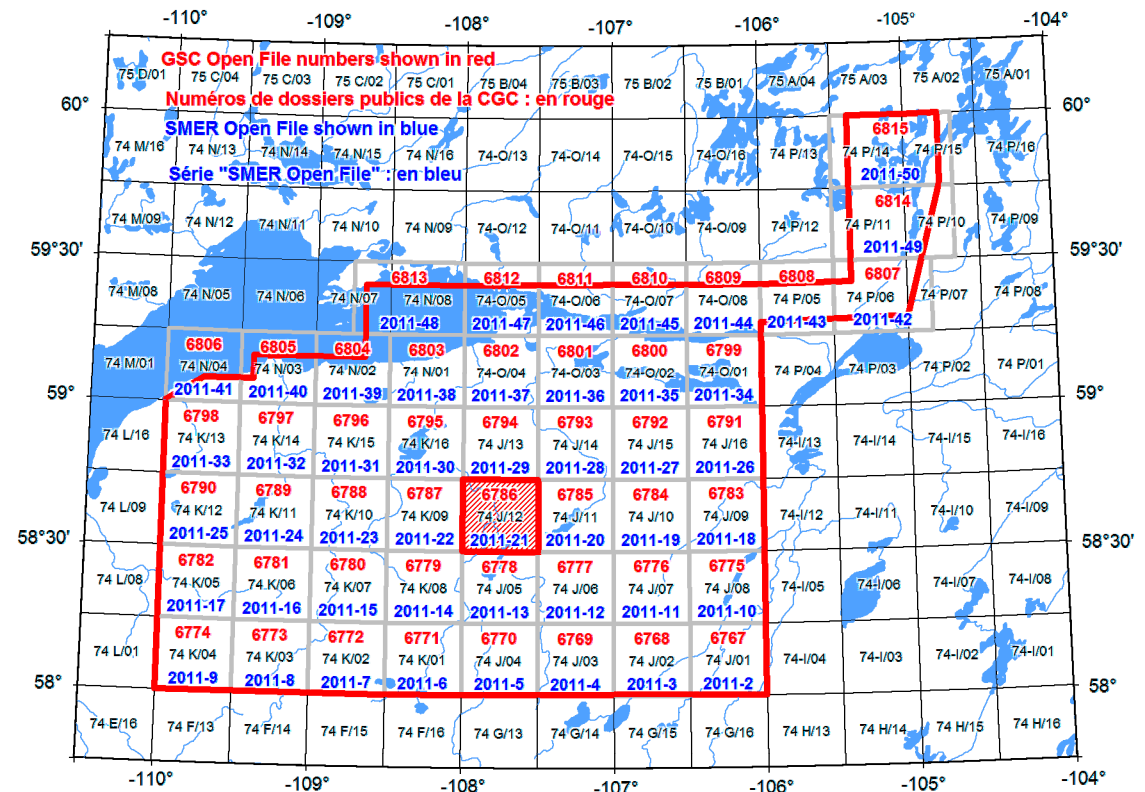 -110° -109° -108° -107° -106° -105° -104°
GSC Open File numbers shown in red
75 D/01 75 C/04 75 C/03 75 C/02 75 C/01 75 B/04 75 B/03 75 B/02 75 B/01 75 A/04 75 A/03 75 A/02 75 A/01
60° 60°
Numéros de dossiers publics de la CGC : en rouge
SMER Open File shown in blue
6815
74 M/16 74 N/13 74 N/14 74 N/15 74 N/16 74-O/13 74-O/14 74-O/15 74-O/16 74 P/13 74 P/14 74 P/15 74 P/16
Série "SMER Open File" : en bleu
2011-50
6814
74 M/09 74 N/12 74 N/11 74 N/10 74 N/09 74-O/12 74-O/11 74-O/10 74-O/09 74 P/12 74 P/11 74 P/10 74 P/09
2011-49
59°30' 59°30'
6813 6812 6811 6810 6809 6808 6807
74 M/08 74 N/05 74 N/06 74 N/07 74 N/08 74-O/05 74-O/06 74-O/07 74-O/08 74 P/05 74 P/06 74 P/07 74 P/08
2011-48 2011-47 2011-46 2011-45 2011-44 2011-43 2011-42
6806 6805 6804 6803 6802 6801 6800 6799
74 M/01 74 N/04 74 N/03 74 N/02 74 N/01 74-O/04 74-O/03 74-O/02 74-O/01 74 P/04 74 P/03 74 P/02 74 P/01
2011-41 2011-40 2011-39 2011-38 2011-37 2011-36 2011-35 2011-34
59° 59°
6798 6797 6796 6795 6794 6793 6792 6791
74 L/16 74 K/13 74 K/14 74 K/15 74 K/16 74 J/13 74 J/14 74 J/15 74 J/16 74-I/13 74-I/14 74-I/15 74-I/16
2011-33 2011-32 2011-31 2011-30 2011-29 2011-28 2011-27 2011-26
6790 6789 6788 6787 6786 6785 6784 6783
74 L/09 74 K/12 74 K/11 74 K/10 74 K/09 74 J/12 74 J/11 74 J/10 74 J/09 74-I/12 74-I/11 74-I/10 74-I/09
2011-25 2011-24 2011-23 2011-22 2011-21 2011-20 2011-19 2011-18
58°30' 58°30'
6782 6781 6780 6779 6778 6777 6776 6775
74 L/08 74 K/05 74 K/06 74 K/07 74 K/08 74 J/05 74 J/06 74 J/07 74 J/08 74-I/05 74-I/06 74-I/07 74-I/08
2011-17 2011-16 2011-15 2011-14 2011-13 2011-12 2011-11 2011-10
6774 6773 6772 6771 6770 6769 6768 6767
74 L/01 74 K/04 74 K/03 74 K/02 74 K/01 74 J/04 74 J/03 74 J/02 74 J/01 74-I/04 74-I/03 74-I/02 74-I/01
2011-9 2011-8 2011-7 2011-6 2011-5 2011-4 2011-3 2011-2
58° 58°
74 E/16 74 F/13 74 F/14 74 F/15 74 F/16 74 G/13 74 G/14 74 G/15 74 G/16 74 H/13 74 H/14 74 H/15 74 H/16
-110° -109° -108° -107° -106° -105° -104°